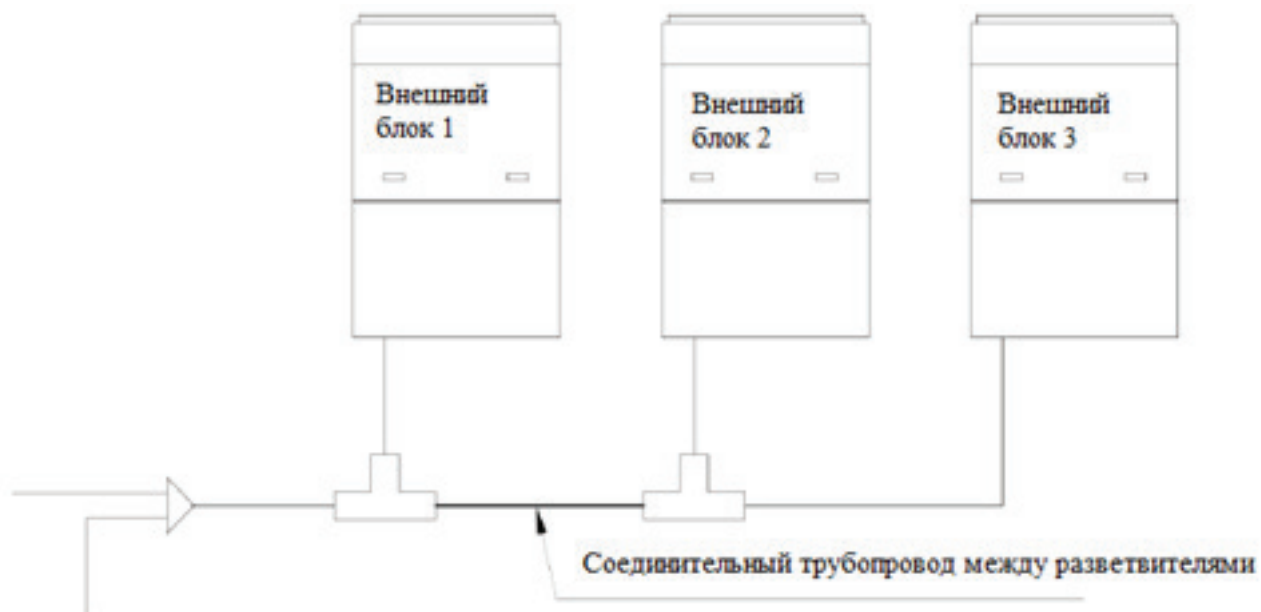 Внешний
блок 1
Внешний
блок 2
Внешний
блок 3
Соединительный трубопровод между разветвителями